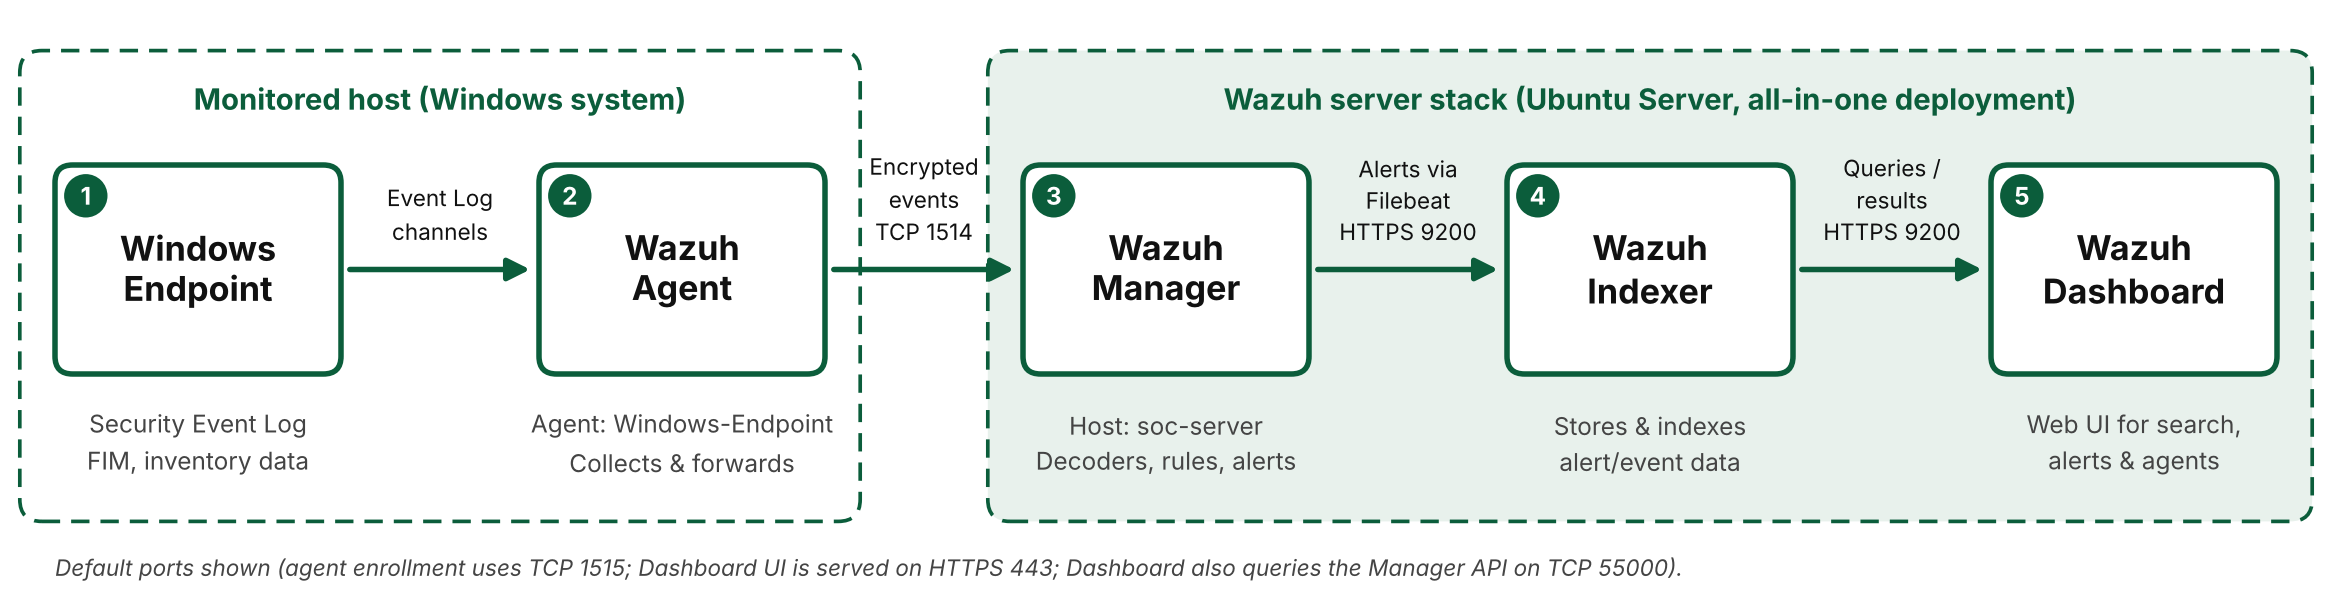 Monitored host (Windows system)
Wazuh server stack (Ubuntu Server, all-in-one deployment)
1
Windows
Endpoint
Security Event Log
FIM, inventory data
Event Log
channels
2
Wazuh
Agent
Agent: Windows-Endpoint
Collects & forwards
Encrypted
events
TCP 1514
3
Wazuh
Manager
Host: soc-server
Decoders, rules, alerts
Alerts via
Filebeat
HTTPS 9200
4
Wazuh
Indexer
Stores & indexes
alert/event data
Queries /
results
HTTPS 9200
5
Wazuh
Dashboard
Web UI for search,
alerts & agents
Default ports shown (agent enrollment uses TCP 1515; Dashboard UI is served on HTTPS 443; Dashboard also queries the Manager API on TCP 55000).